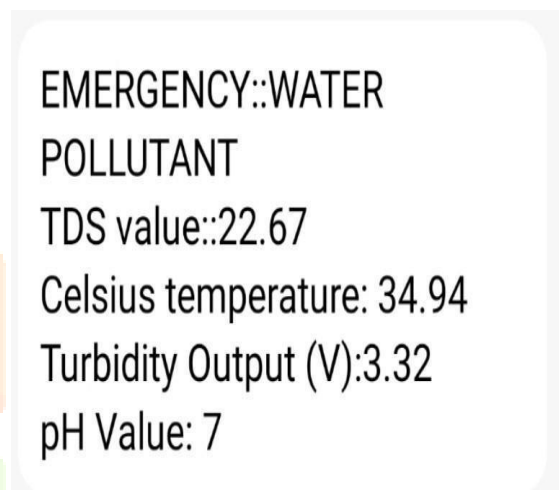 EMERGENCY::WATER
POLLUTANT
TDS value::22.67
Celsius temperature: 34.94
Turbidity Output (V):3.32
pH Value: 7